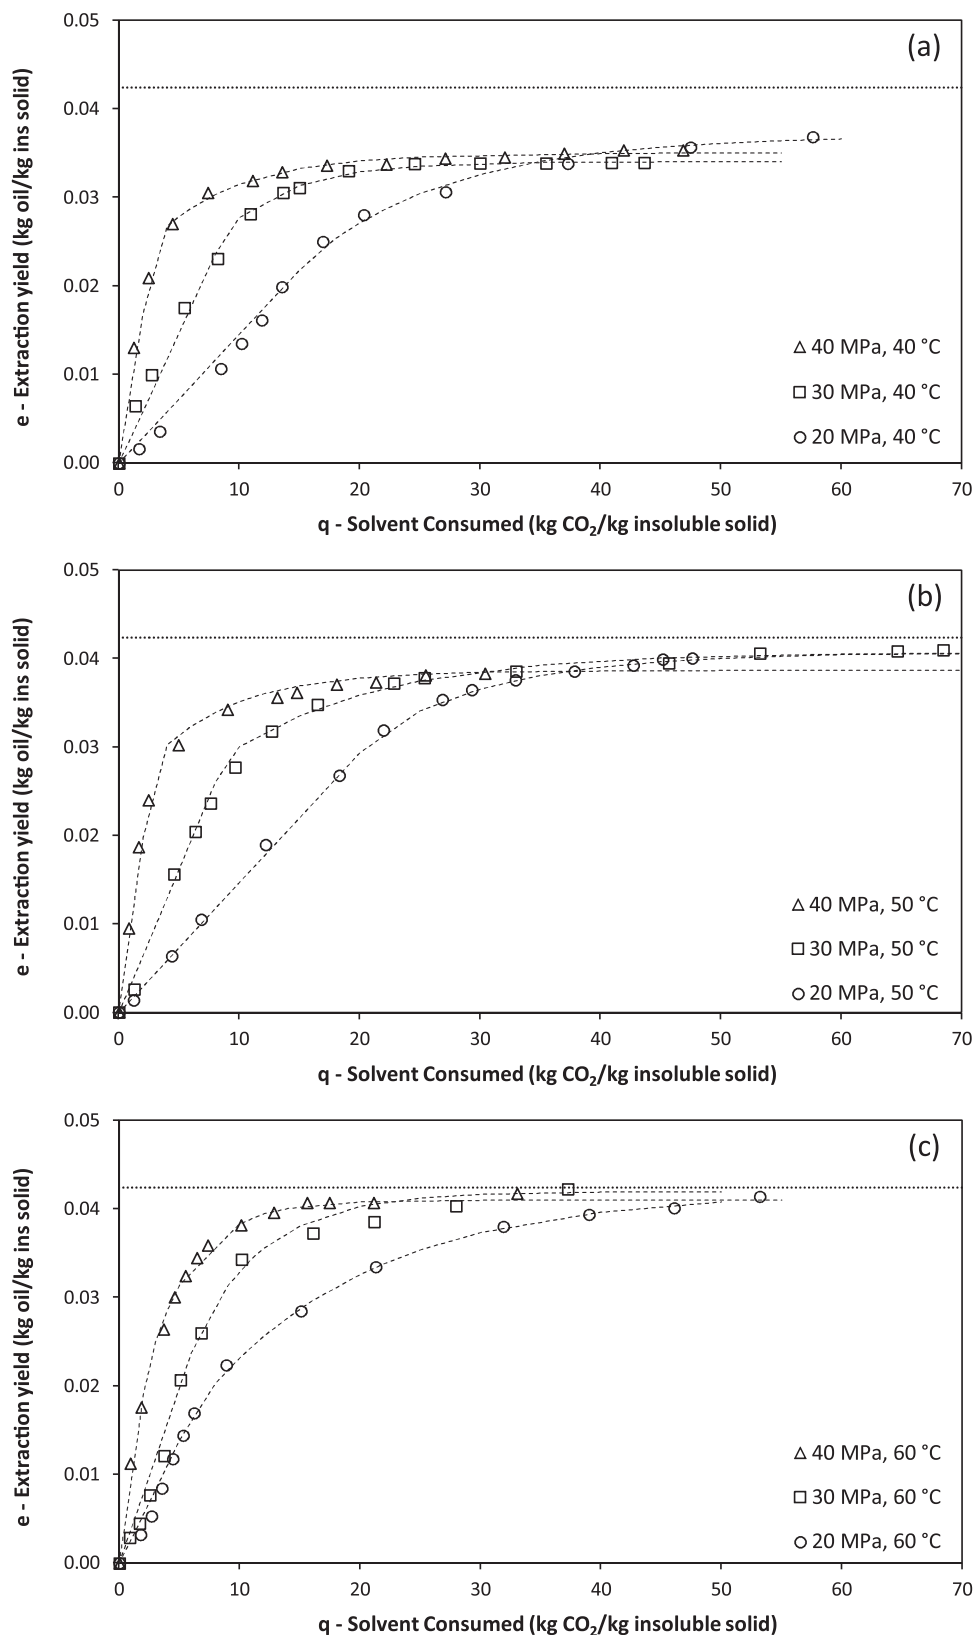 (a)
0.05
0.04
0.03
0.02
0.01
0.00
e - Extraction yield (kg oil/kg ins solid)
△ 40 MPa, 40 °C
□ 30 MPa, 40 °C
○ 20 MPa, 40 °C
0 10 20 30 40 50 60 70
q - Solvent Consumed (kg CO₂/kg insoluble solid)
(b)
0.05
0.04
0.03
0.02
0.01
0.00
e - Extraction yield (kg oil/kg ins solid)
△ 40 MPa, 50 °C
□ 30 MPa, 50 °C
○ 20 MPa, 50 °C
0 10 20 30 40 50 60 70
q - Solvent Consumed (kg CO₂/kg insoluble solid)
(c)
0.05
0.04
0.03
0.02
0.01
0.00
e - Extraction yield (kg oil/kg ins solid)
△ 40 MPa, 60 °C
□ 30 MPa, 60 °C
○ 20 MPa, 60 °C
0 10 20 30 40 50 60 70
q - Solvent Consumed (kg CO₂/kg insoluble solid)